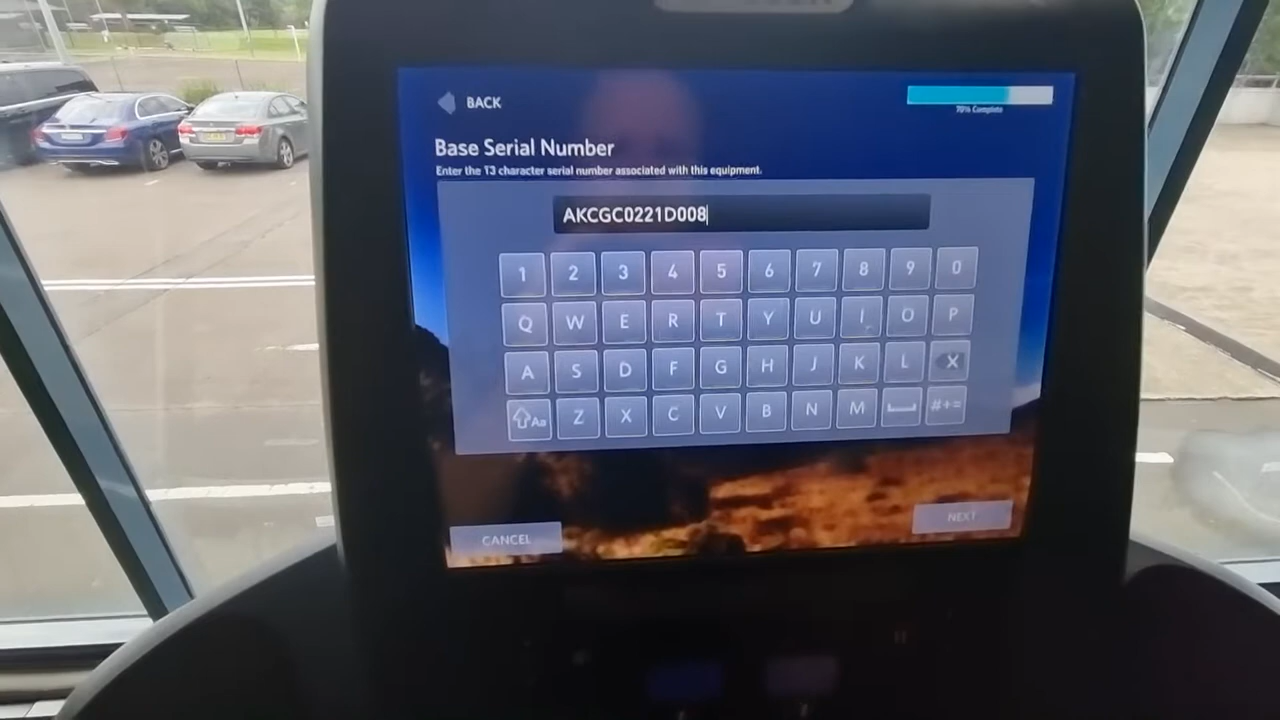 BACK
70% Complete
Base Serial Number
Enter the 13 character serial number associated with this equipment.
AKCGC0221D008
1 2 3 4 5 6 7 8 9 0
Q W E R T Y U I O P
A S D F G H J K L X
Aa Z X C V B N M #+=
CANCEL
NEXT